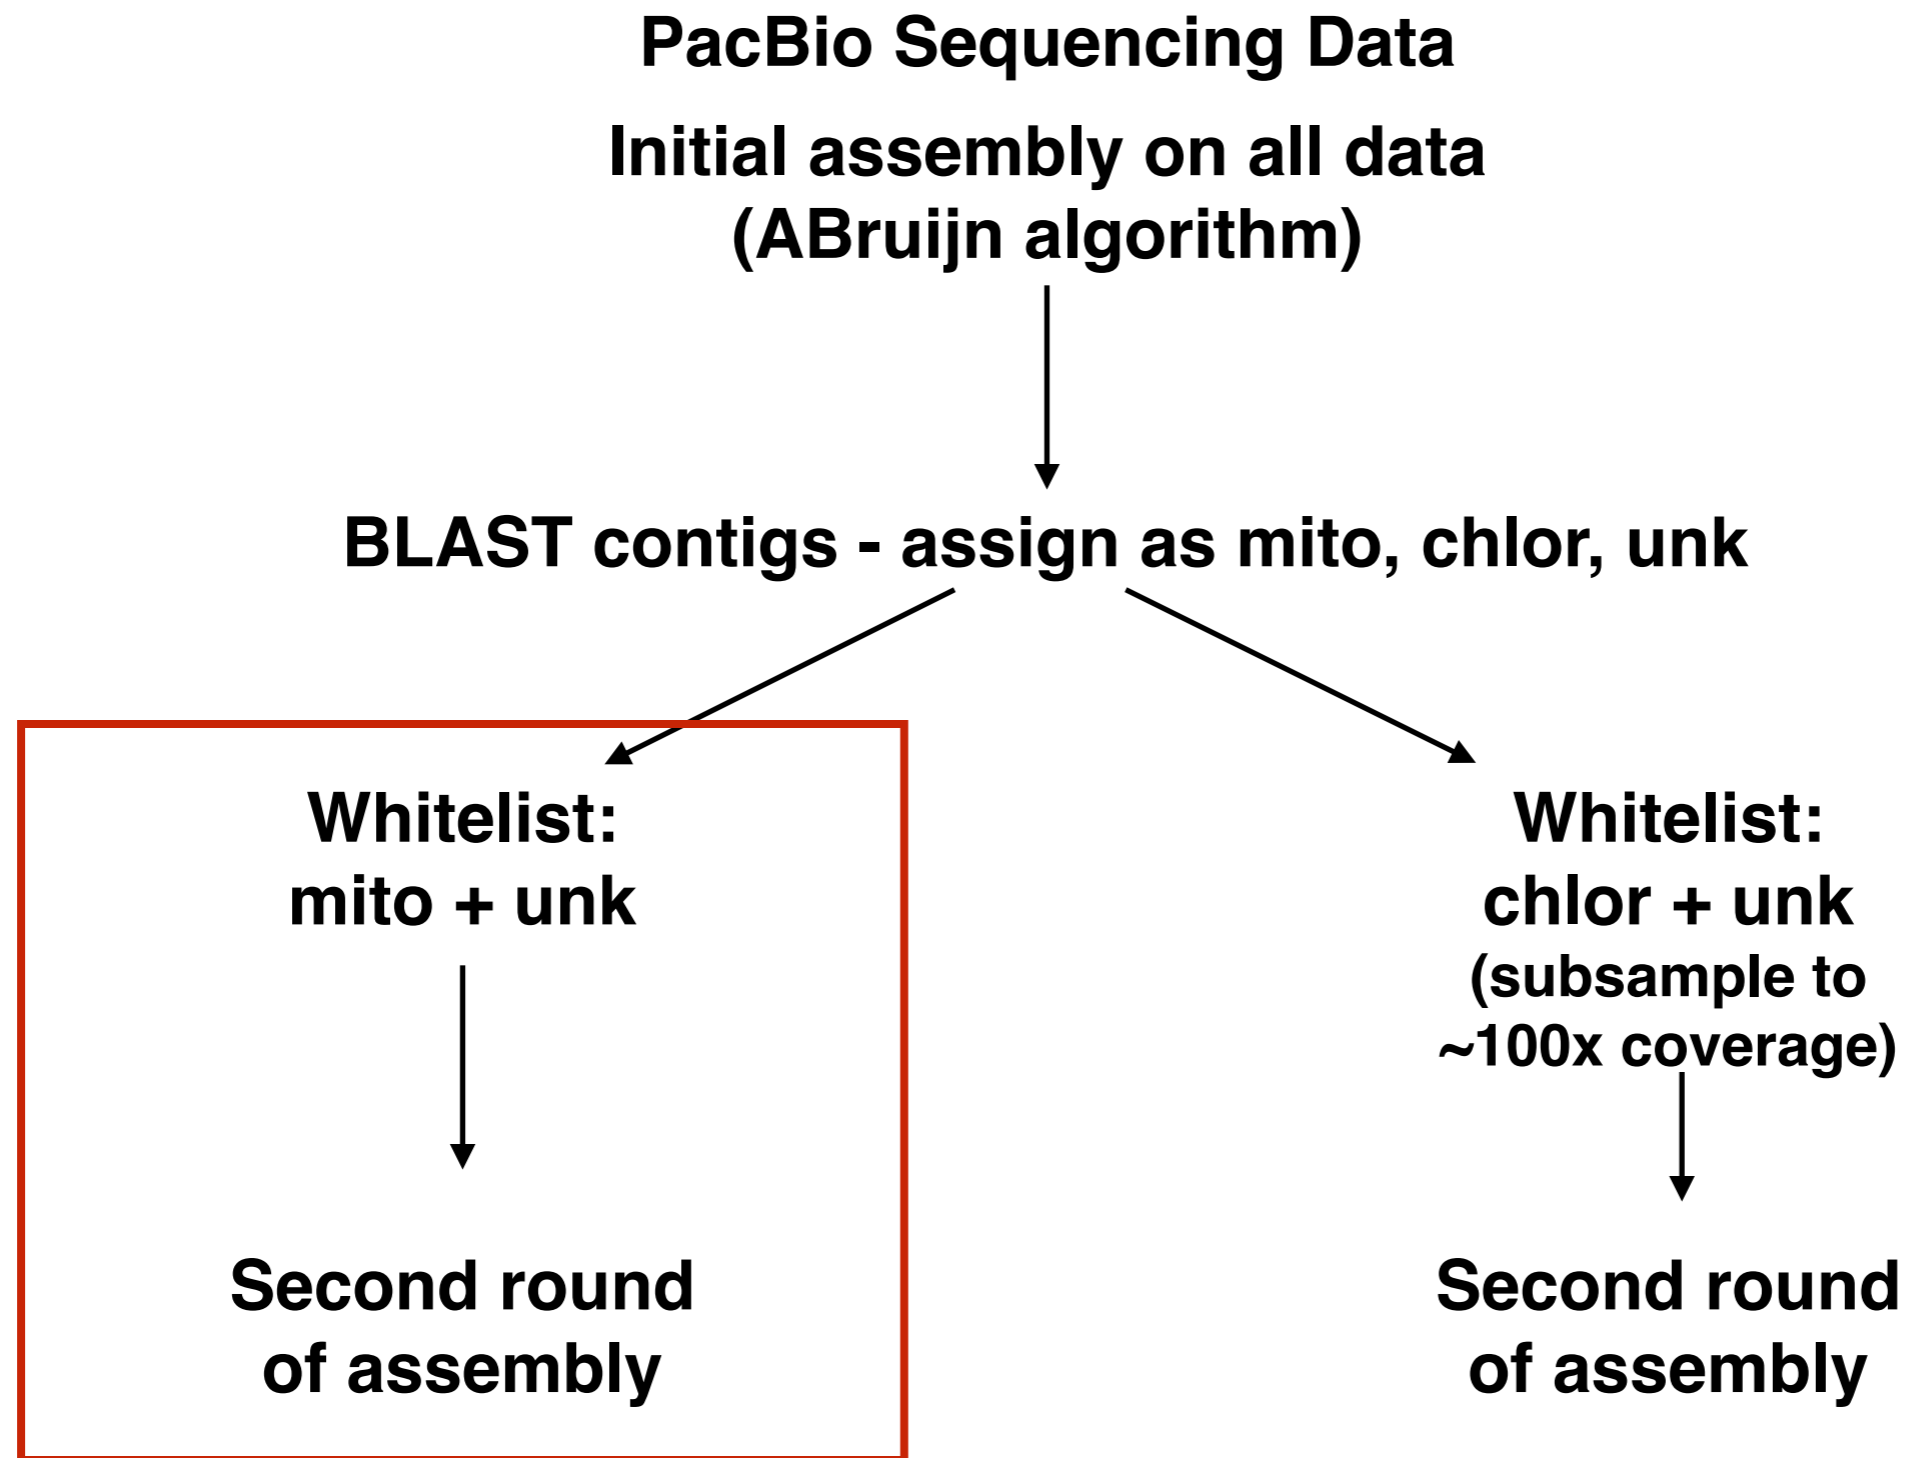 PacBio Sequencing Data
Initial assembly on all data
(ABruijn algorithm)
BLAST contigs - assign as mito, chlor, unk
Whitelist:
mito + unk
Second round
of assembly
Whitelist:
chlor + unk
(subsample to
~100x coverage)
Second round
of assembly